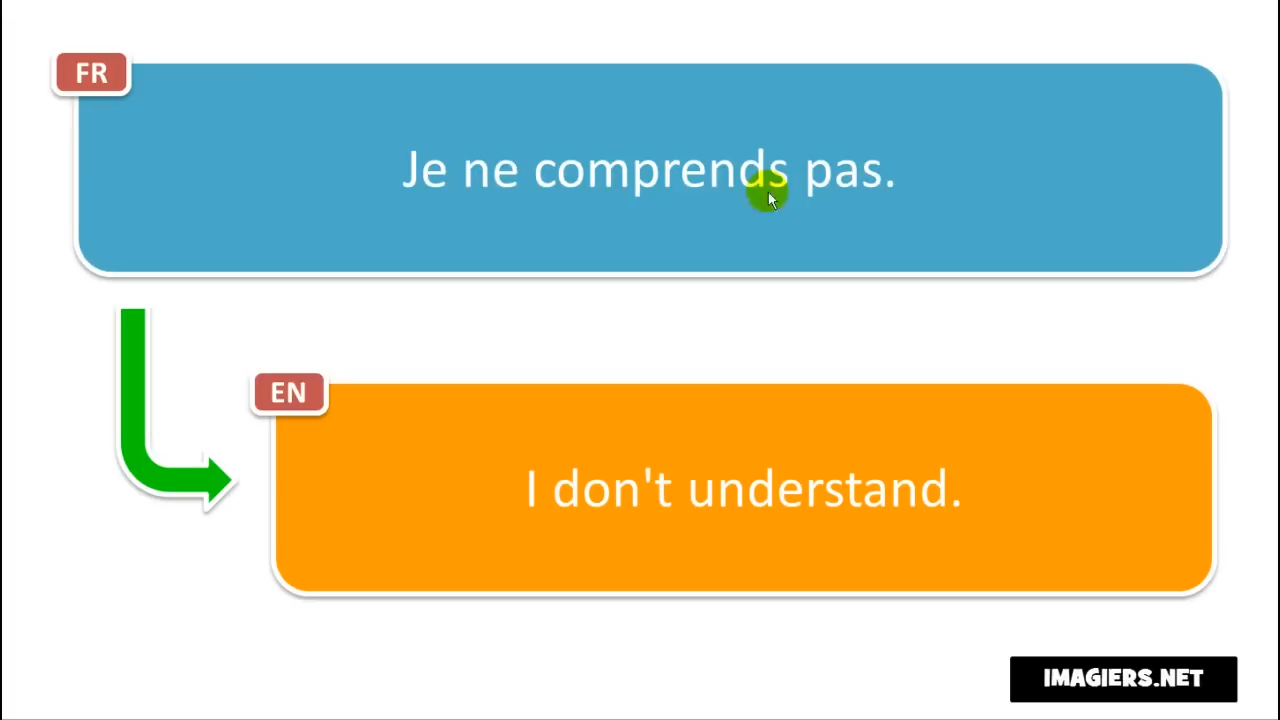 FR
Je ne comprends pas.
EN
I don't understand.
IMAGIERS.NET